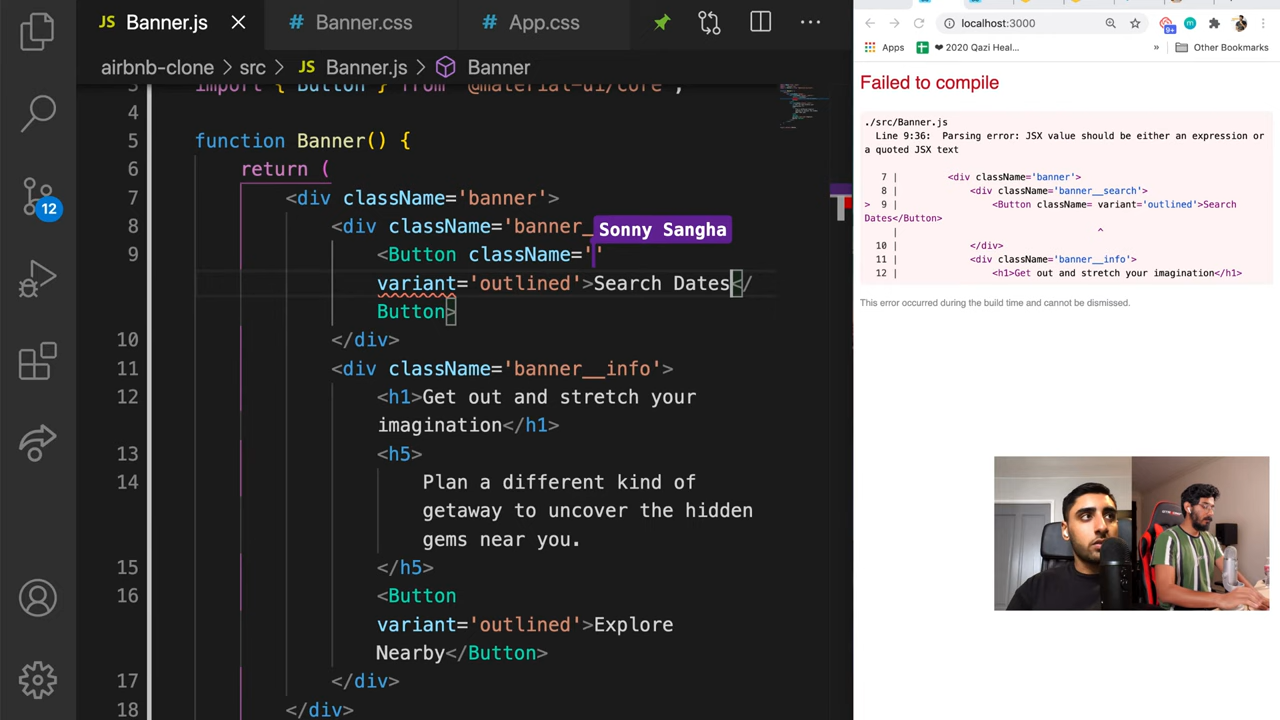 JS Banner.js
# Banner.css
# App.css
localhost:3000
9+
airbnb-clone > src > JS Banner.js > Banner
Apps
❤ 2020 Qazi Heal...
»
Other Bookmarks
3 import { Button } from '@material-ui/core';
4
5 function Banner() {
6 return (
7 <div className='banner'>
8 <div className='banner_
Sonny Sangha
9 <Button className=''
variant='outlined'>Search Dates</
Button>
10 </div>
11 <div className='banner__info'>
12 <h1>Get out and stretch your
imagination</h1>
13 <h5>
14 Plan a different kind of
getaway to uncover the hidden
gems near you.
15 </h5>
16 <Button
variant='outlined'>Explore
Nearby</Button>
17 </div>
18 </div>
12
Failed to compile
./src/Banner.js
Line 9:36: Parsing error: JSX value should be either an expression or
a quoted JSX text
7 | <div className='banner'>
8 | <div className='banner__search'>
> 9 | <Button className= variant='outlined'>Search
Dates</Button>
| ^
10 | </div>
11 | <div className='banner__info'>
12 | <h1>Get out and stretch your imagination</h1>
This error occurred during the build time and cannot be dismissed.
T